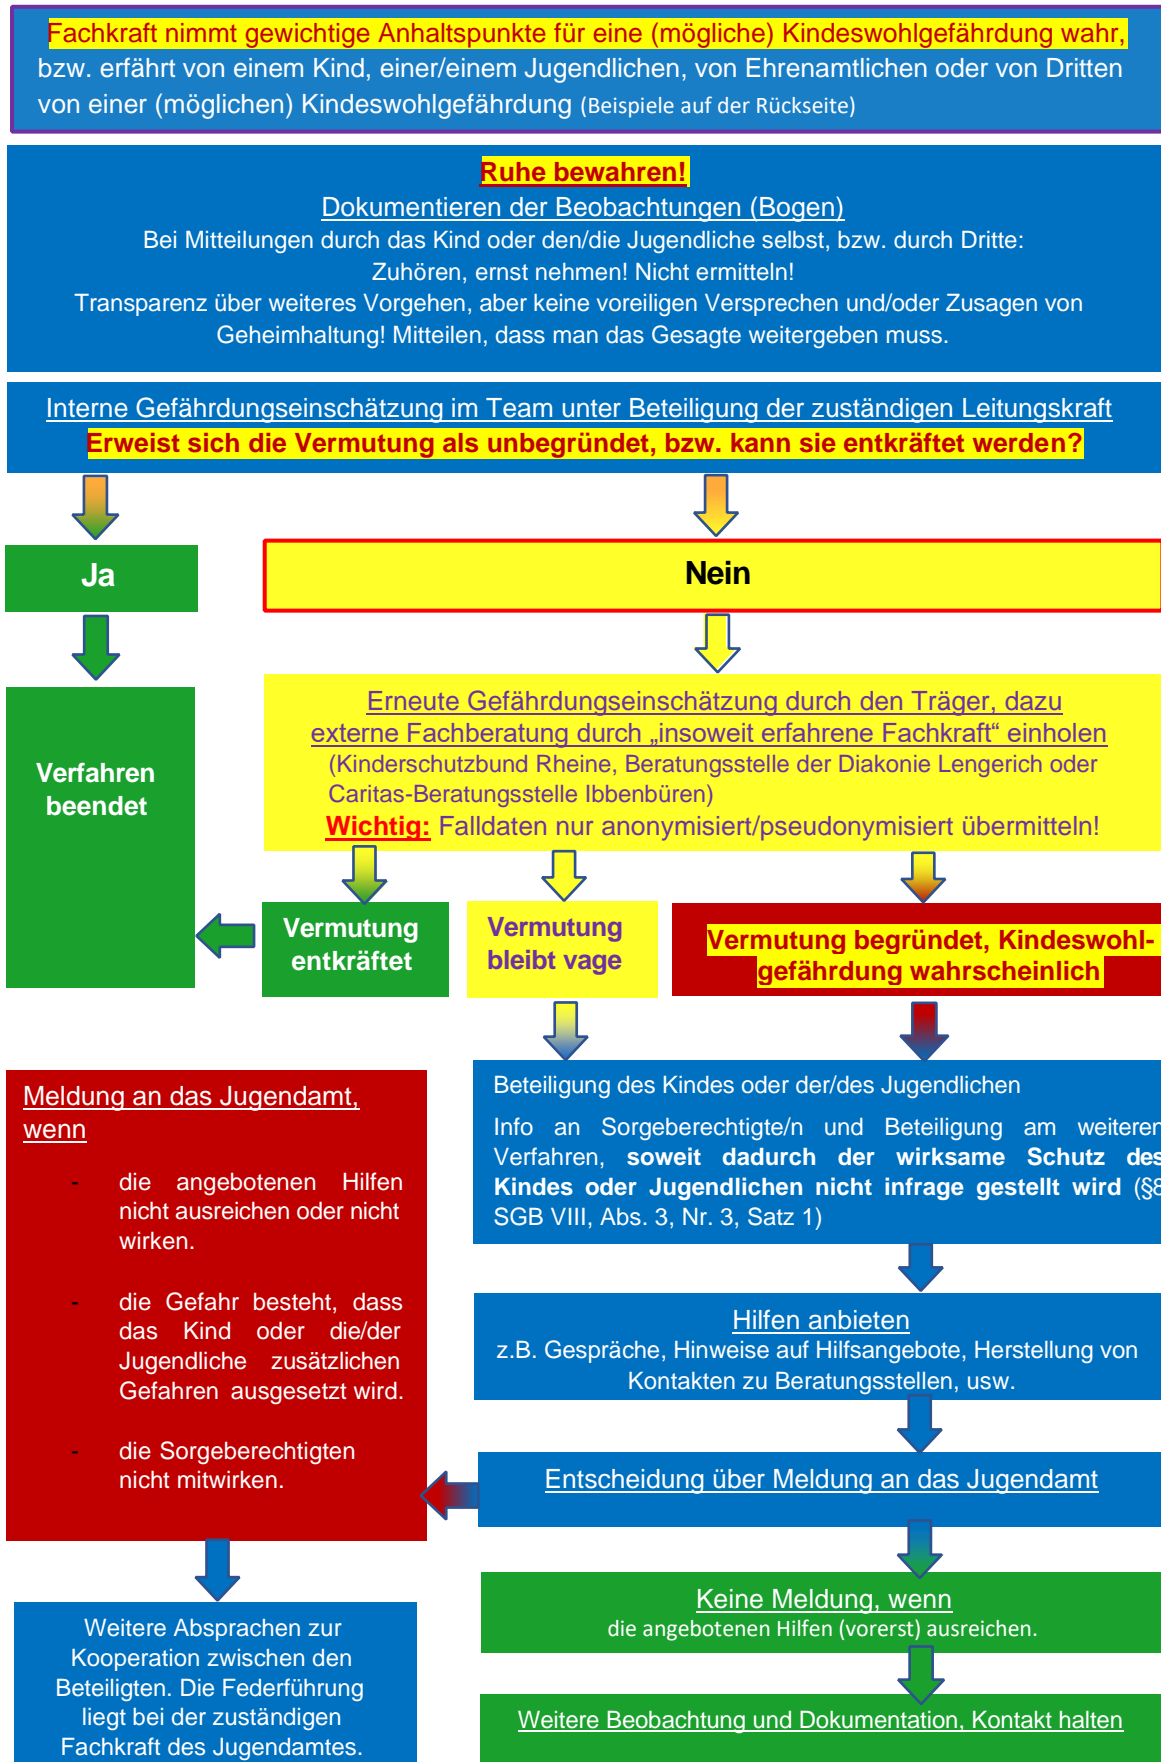 Fachkraft nimmt gewichtige Anhaltspunkte für eine (mögliche) Kindeswohlgefährdung wahr,
bzw. erfährt von einem Kind, einer/einem Jugendlichen, von Ehrenamtlichen oder von Dritten
von einer (möglichen) Kindeswohlgefährdung (Beispiele auf der Rückseite)
Ruhe bewahren!
Dokumentieren der Beobachtungen (Bogen)
Bei Mitteilungen durch das Kind oder den/die Jugendliche selbst, bzw. durch Dritte:
Zuhören, ernst nehmen! Nicht ermitteln!
Transparenz über weiteres Vorgehen, aber keine voreiligen Versprechen und/oder Zusagen von
Geheimhaltung! Mitteilen, dass man das Gesagte weitergeben muss.
Interne Gefährdungseinschätzung im Team unter Beteiligung der zuständigen Leitungskraft
Erweist sich die Vermutung als unbegründet, bzw. kann sie entkräftet werden?
Ja
Nein
Erneute Gefährdungseinschätzung durch den Träger, dazu
externe Fachberatung durch „insoweit erfahrene Fachkraft“ einholen
(Kinderschutzbund Rheine, Beratungsstelle der Diakonie Lengerich oder
Caritas-Beratungsstelle Ibbenbüren)
Wichtig: Falldaten nur anonymisiert/pseudonymisiert übermitteln!
Verfahren
beendet
Vermutung
entkräftet
Vermutung
bleibt vage
Vermutung begründet, Kindeswohl-
gefährdung wahrscheinlich
Beteiligung des Kindes oder der/des Jugendlichen
Info an Sorgeberechtigte/n und Beteiligung am weiteren
Verfahren, soweit dadurch der wirksame Schutz des
Kindes oder Jugendlichen nicht infrage gestellt wird (§8
SGB VIII, Abs. 3, Nr. 3, Satz 1)
Hilfen anbieten
z.B. Gespräche, Hinweise auf Hilfsangebote, Herstellung von
Kontakten zu Beratungsstellen, usw.
Entscheidung über Meldung an das Jugendamt
Meldung an das Jugendamt,
wenn
- die angebotenen Hilfen
nicht ausreichen oder nicht
wirken.
- die Gefahr besteht, dass
das Kind oder die/der
Jugendliche zusätzlichen
Gefahren ausgesetzt wird.
- die Sorgeberechtigten
nicht mitwirken.
Weitere Absprachen zur
Kooperation zwischen den
Beteiligten. Die Federführung
liegt bei der zuständigen
Fachkraft des Jugendamtes.
Keine Meldung, wenn
die angebotenen Hilfen (vorerst) ausreichen.
Weitere Beobachtung und Dokumentation, Kontakt halten